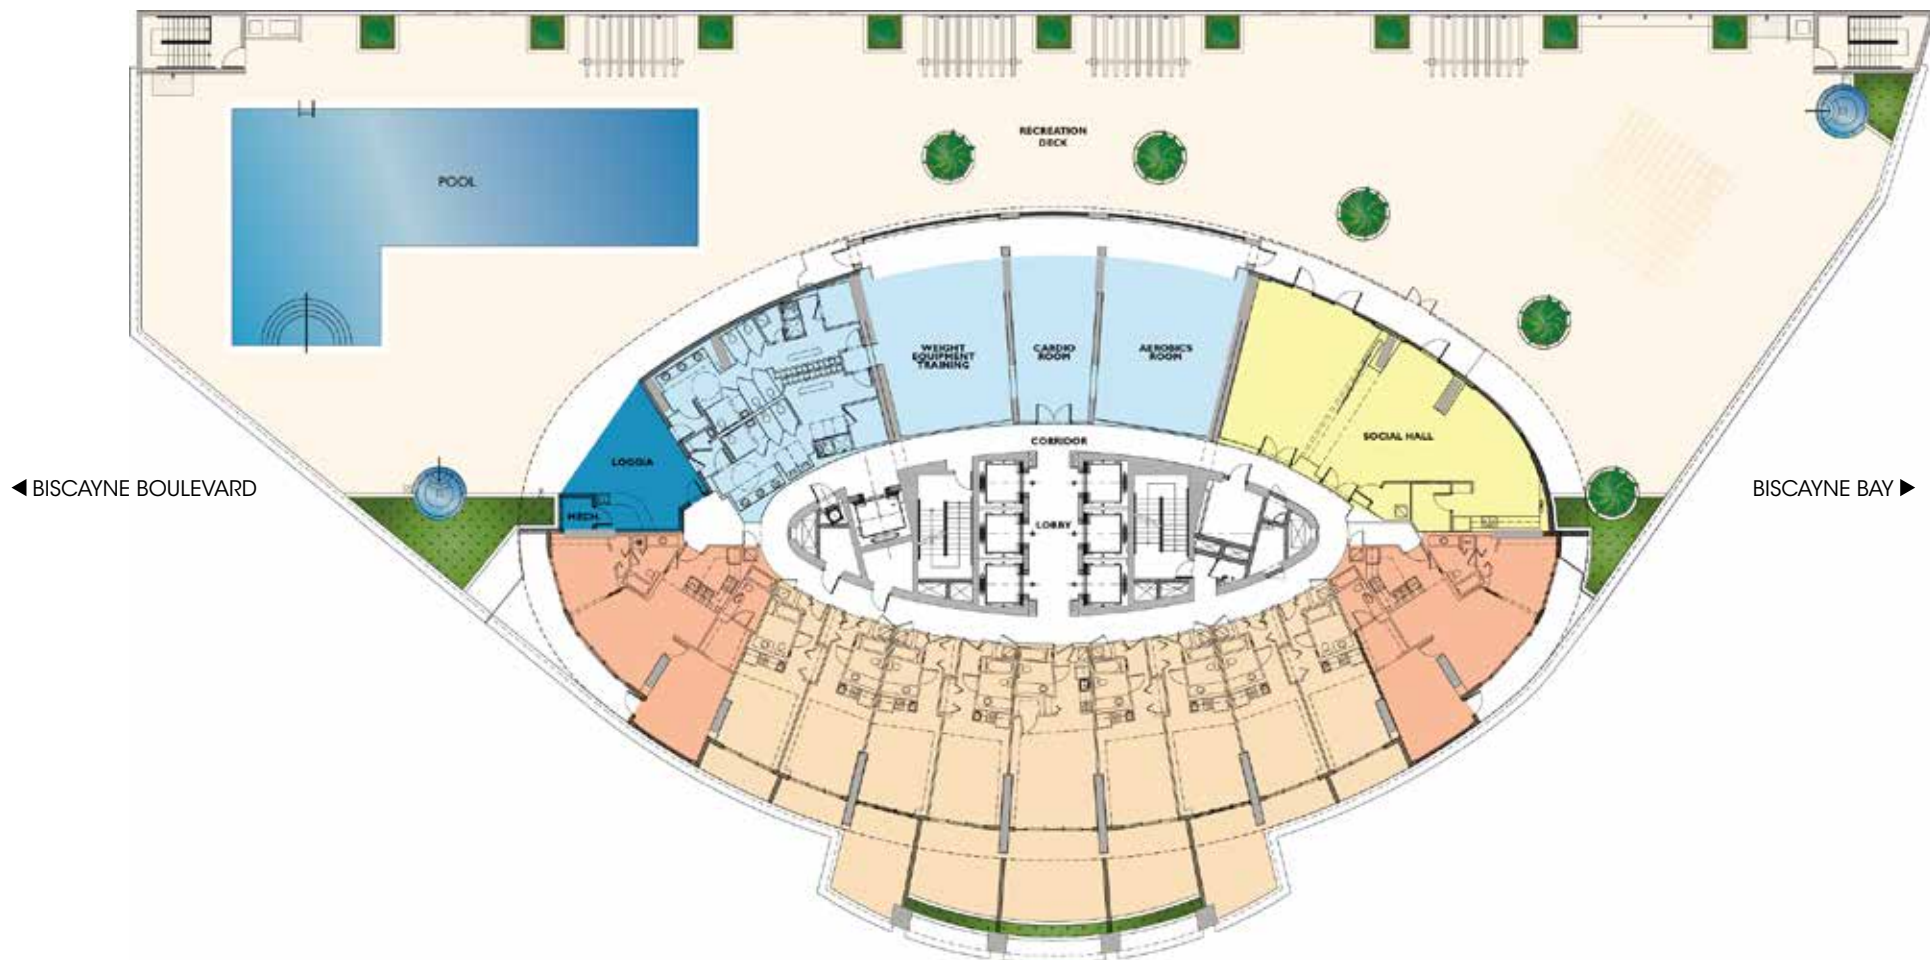 RECREATION
DECK
POOL
WEIGHT
EQUIPMENT
TRAINING
CARDIO
ROOM
AEROBICS
ROOM
CORRIDOR
SOCIAL HALL
LOGGIA
◀ BISCAYNE BOULEVARD
BISCAYNE BAY ▶
MECH.
LOBBY